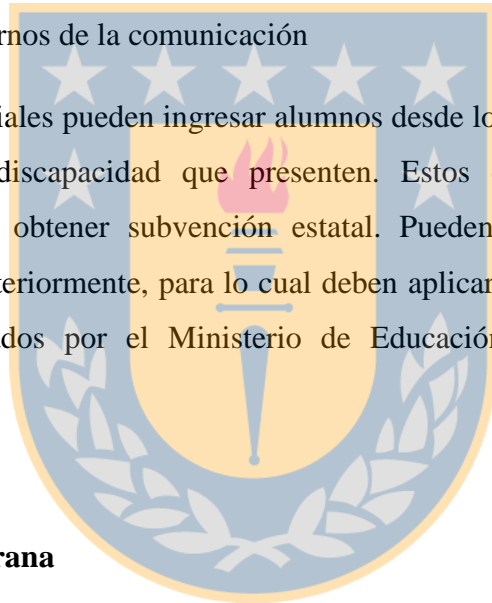 rnos de la comunicación
iales pueden ingresar alumnos desde lo
discapacidad que presenten. Estos
obtener subvención estatal. Pueden
teriormente, para lo cual deben aplicar
dos por el Ministerio de Educación
rana